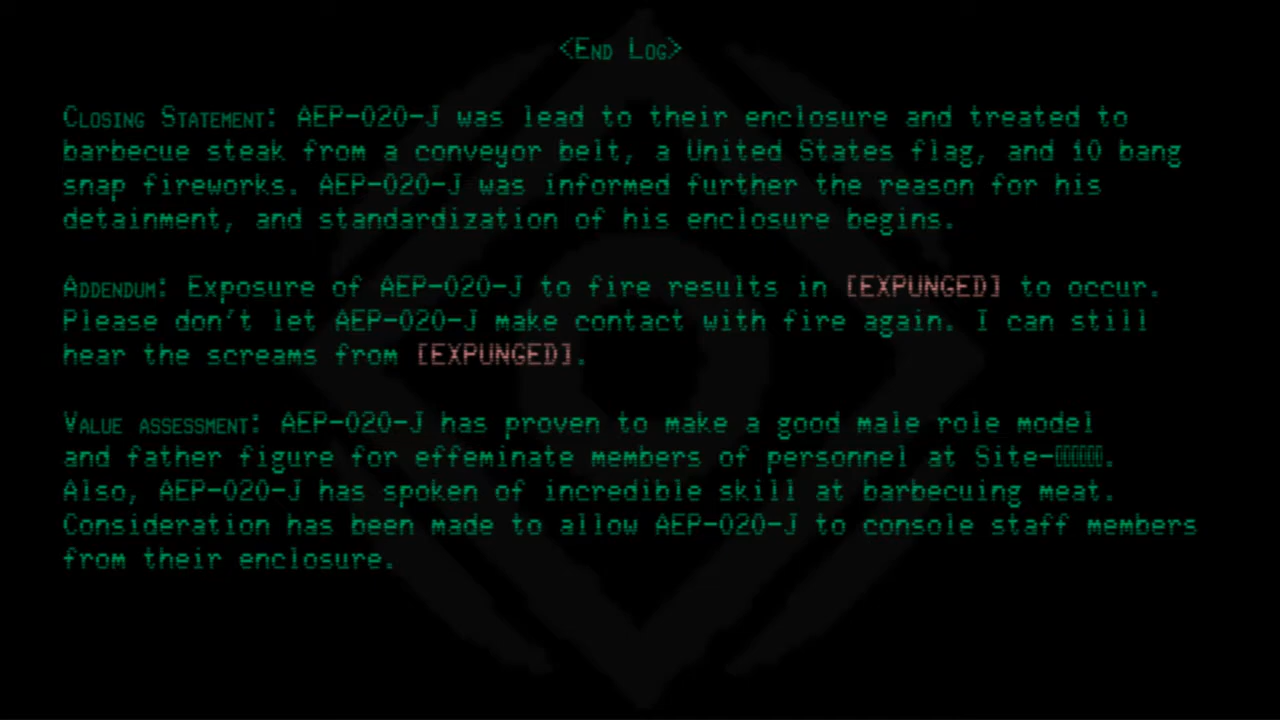 <End Log>
Closing Statement: AEP-020-J was lead to their enclosure and treated to
barbecue steak from a conveyor belt, a United States flag, and 10 bang
snap fireworks. AEP-020-J was informed further the reason for his
detainment, and standardization of his enclosure begins.
Addendum: Exposure of AEP-020-J to fire results in [EXPUNGED] to occur.
Please don't let AEP-020-J make contact with fire again. I can still
hear the screams from [EXPUNGED].
Value assessment: AEP-020-J has proven to make a good male role model
and father figure for effeminate members of personnel at Site-▯▯▯▯▯▯.
Also, AEP-020-J has spoken of incredible skill at barbecuing meat.
Consideration has been made to allow AEP-020-J to console staff members
from their enclosure.